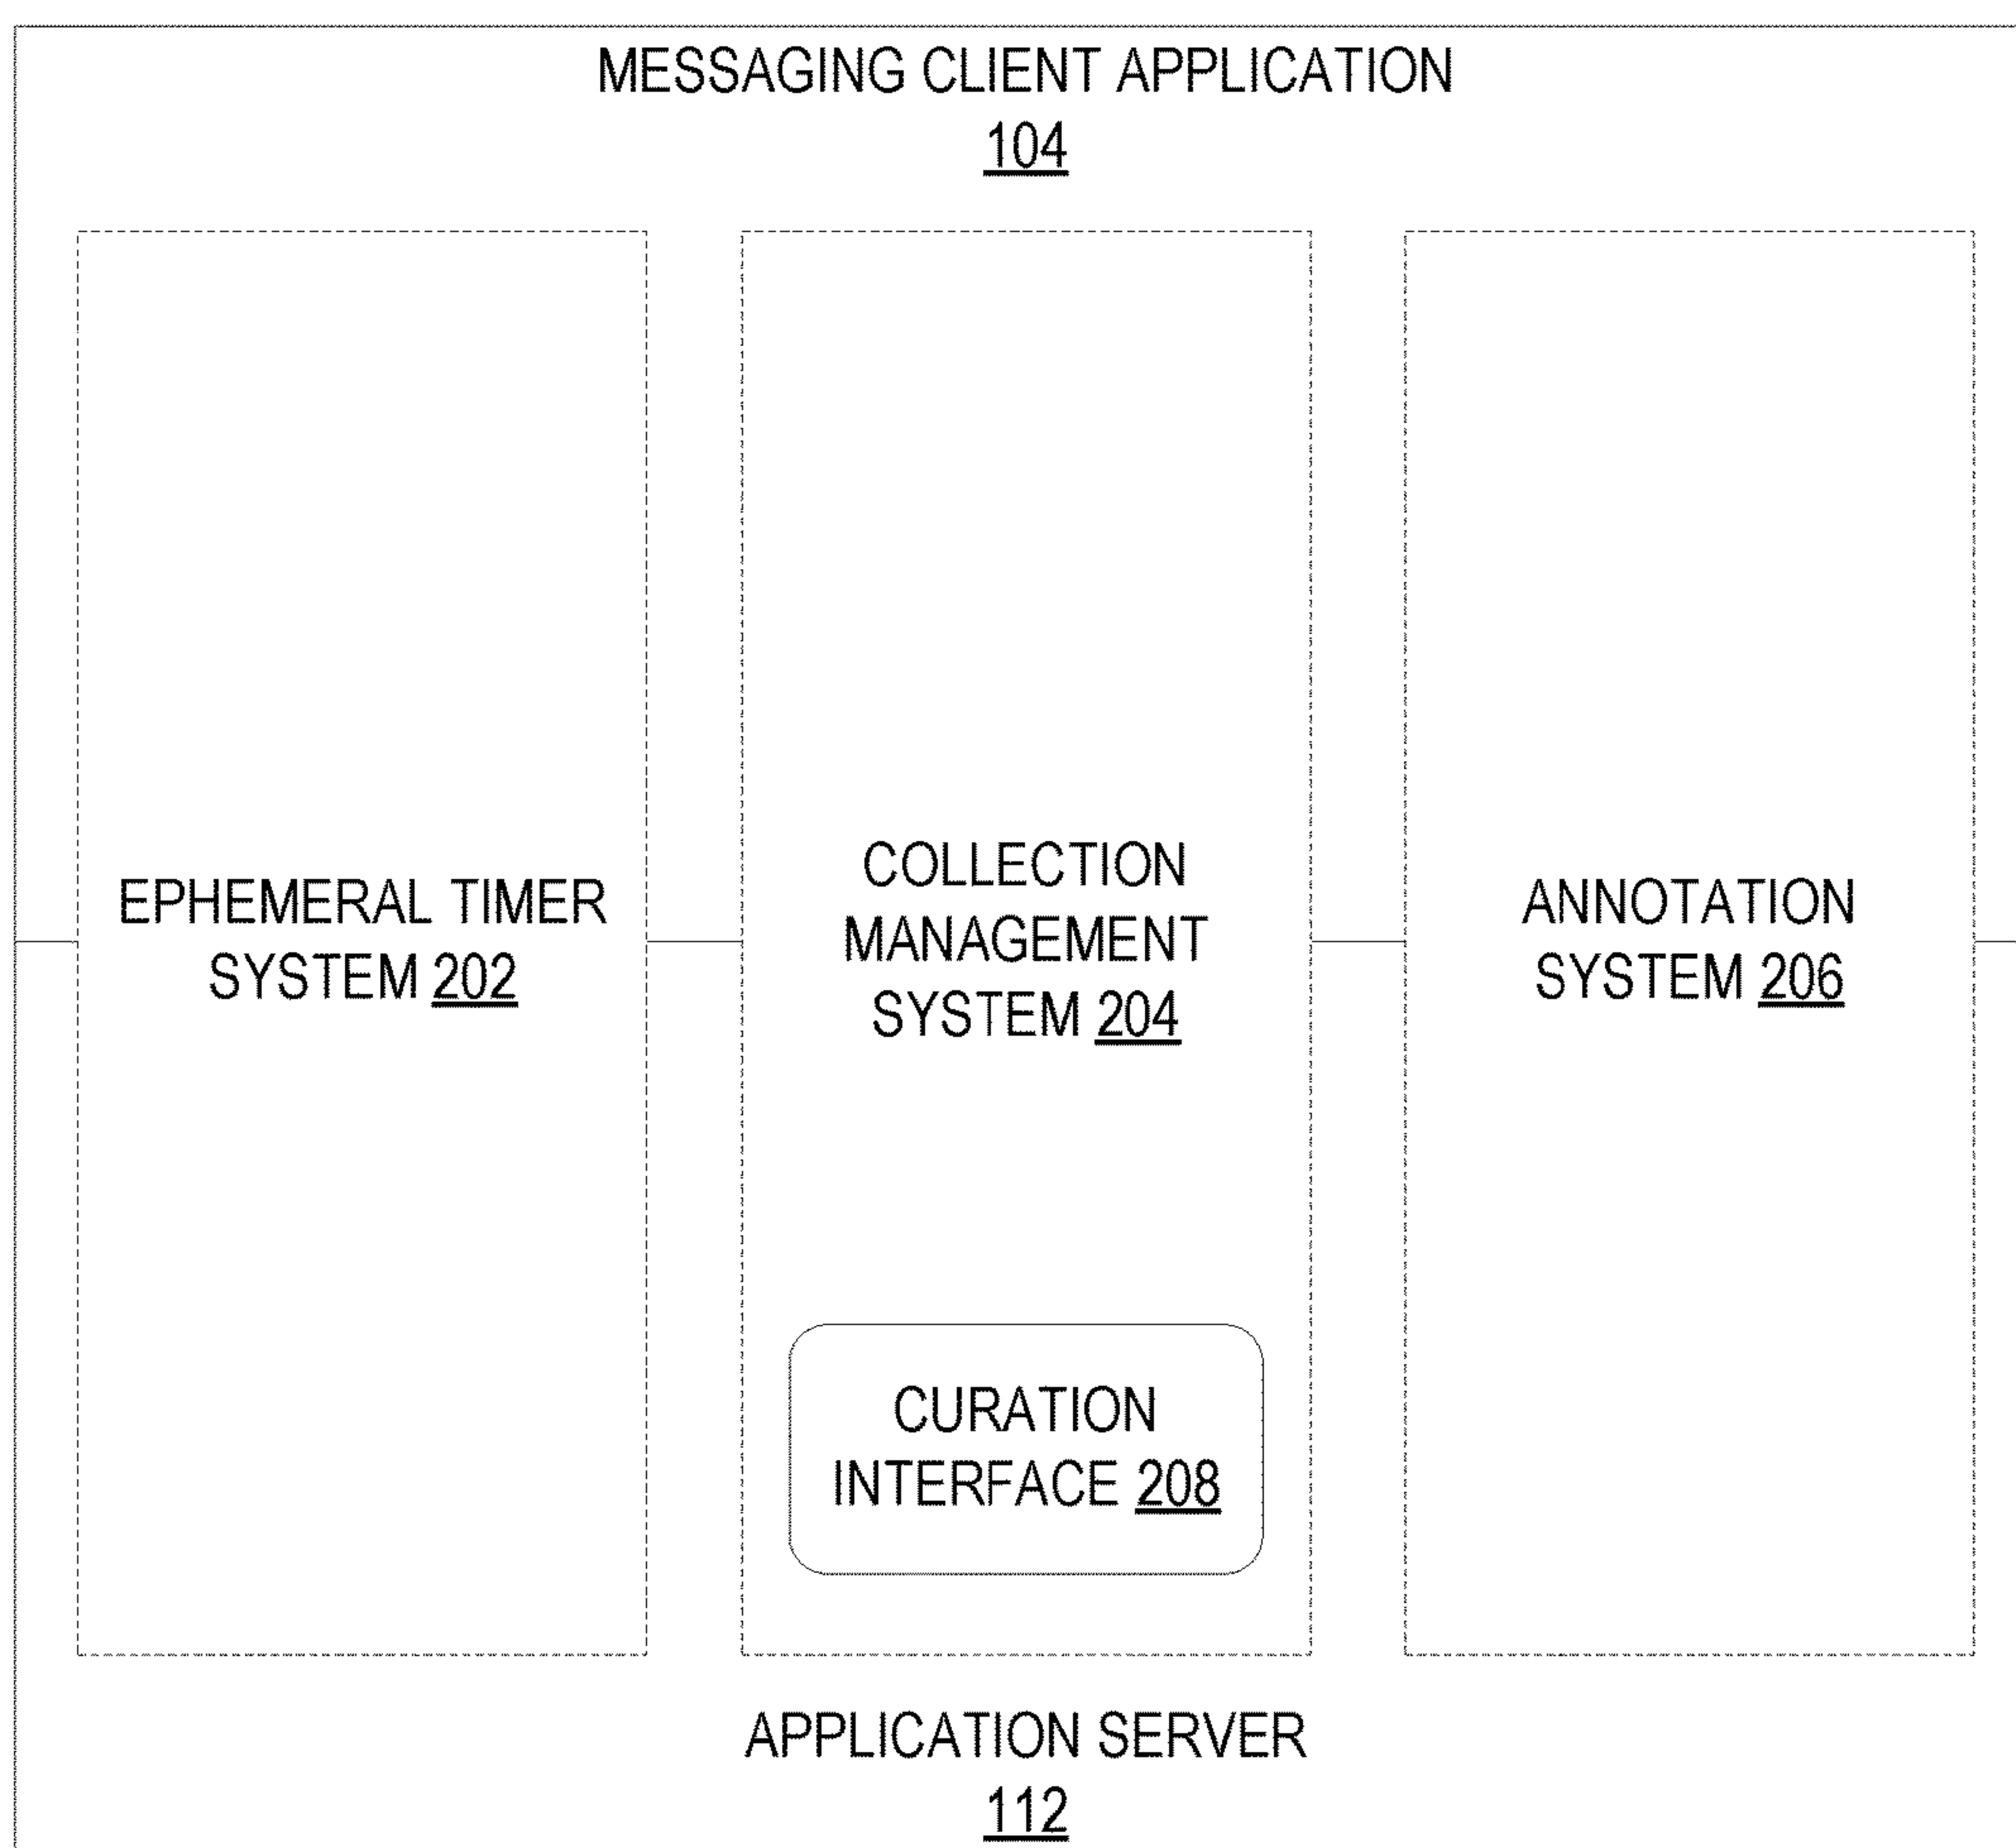 MESSAGING CLIENT APPLICATION
104
EPHEMERAL TIMER
SYSTEM 202
COLLECTION
MANAGEMENT
SYSTEM 204
ANNOTATION
SYSTEM 206
CURATION
INTERFACE 208
APPLICATION SERVER
112